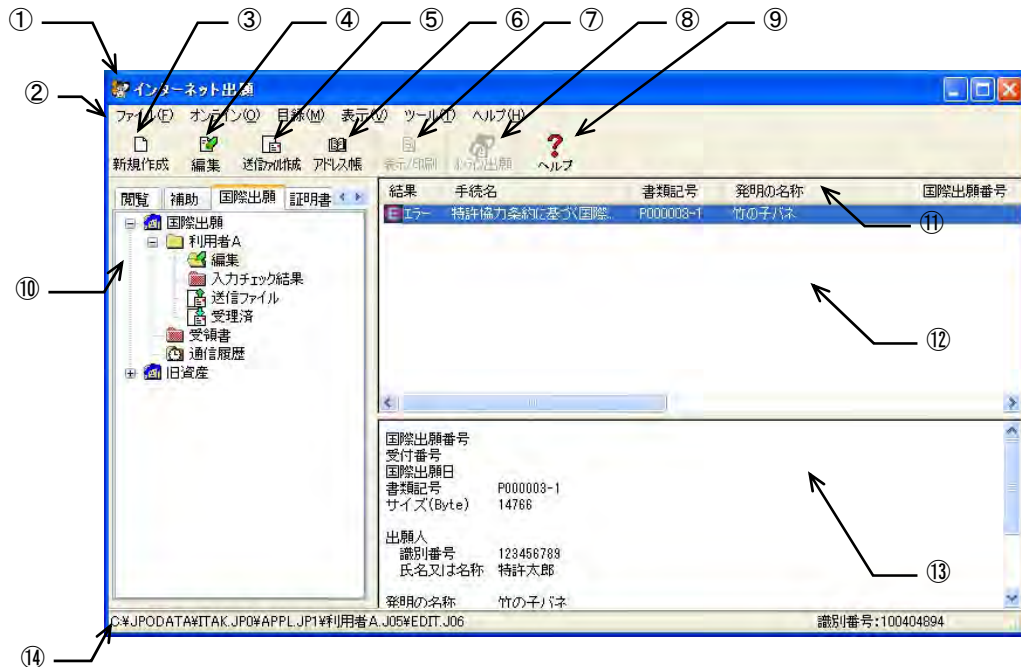 ① ③ ④ ⑤ ⑥ ⑦ ⑧ ⑨
インターネット出願
②
ファイル(F) オンライン(O) 目録(M) 表示(V) ツール(T) ヘルプ(H)
新規作成 編集 送信ファイル作成 アドレス帳 表示/印刷 オンライン出願 ヘルプ
閲覧 補助 国際出願 証明書
結果 手続名 書類記号 発明の名称 国際出願番号
E エラー 特許協力条約に基づく国際.. P000003-1 竹の子バネ
⑪
国際出願
利用者A
編集
入力チェック結果
送信ファイル
受理済
受領書
通信履歴
旧資産
⑩
⑫
国際出願番号
受付番号
国際出願日
書類記号 P000003-1
サイズ(Byte) 14766
出願人
識別番号 123456789
氏名又は名称 特許太郎
発明の名称 竹の子バネ
⑬
C:¥JPODATA¥ITAK.JP0¥APPL.JP1¥利用者A.J05¥EDIT.J06 識別番号:100404894
⑭